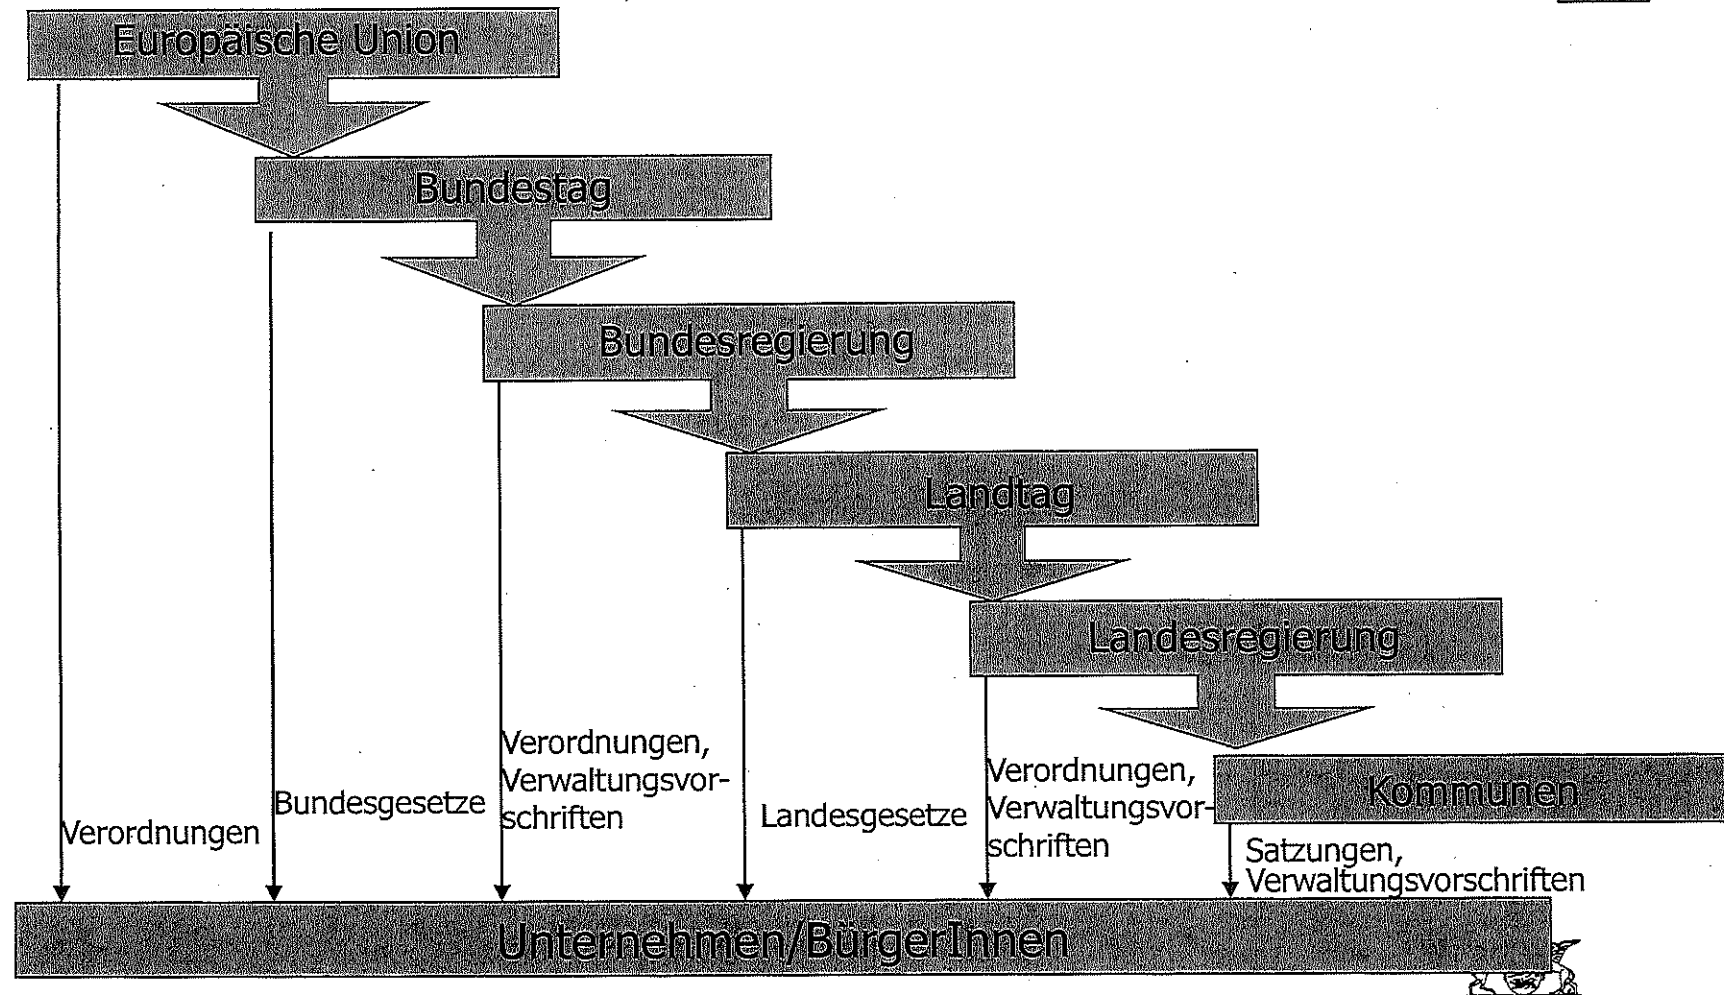 Europäische Union
Bundestag
Bundesregierung
Landtag
Landesregierung
Kommunen
Verordnungen
Bundesgesetze
Verordnungen,
Verwaltungsvor-
schriften
Landesgesetze
Verordnungen,
Verwaltungsvor-
schriften
Satzungen,
Verwaltungsvorschriften
Unternehmen/BürgerInnen